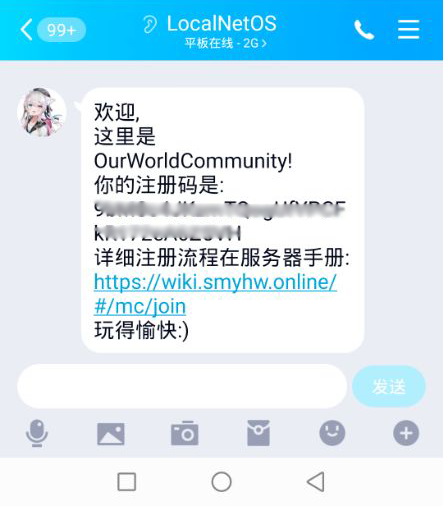 99+
LocalNetOS
平板在线 - 2G >
欢迎,
这里是
OurWorldCommunity!
你的注册码是:
详细注册流程在服务器手册:
https://wiki.smyhw.online/
#/mc/join
玩得愉快:)
发送